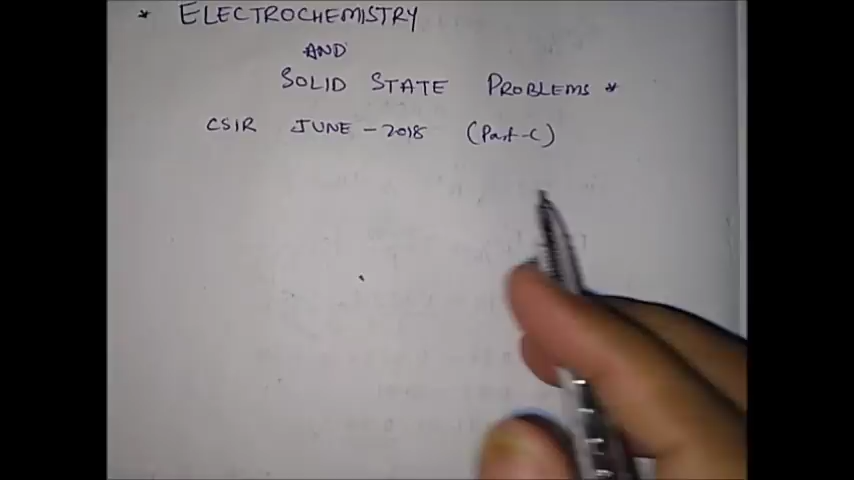 * ELECTROCHEMISTRY
AND
SOLID STATE PROBLEMS *
CSIR JUNE - 2018 (Part-C)